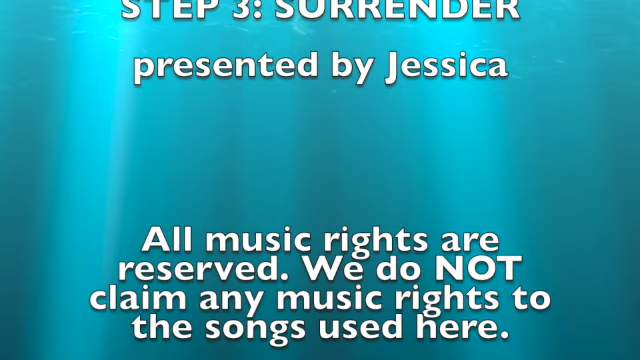 STEP 3: SURRENDER
presented by Jessica
All music rights are
reserved. We do NOT
claim any music rights to
the songs used here.